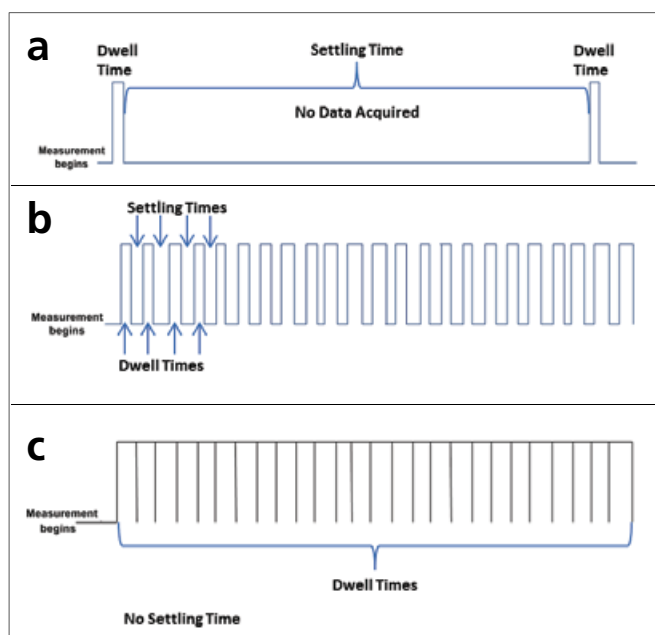 a
Dwell
Time
Settling Time
Dwell
Time
No Data Acquired
Measurement
begins
b
Settling Times
Measurement
begins
Dwell Times
c
Measurement
begins
Dwell Times
No Settling Time